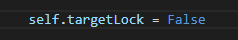 self.targetLock = False